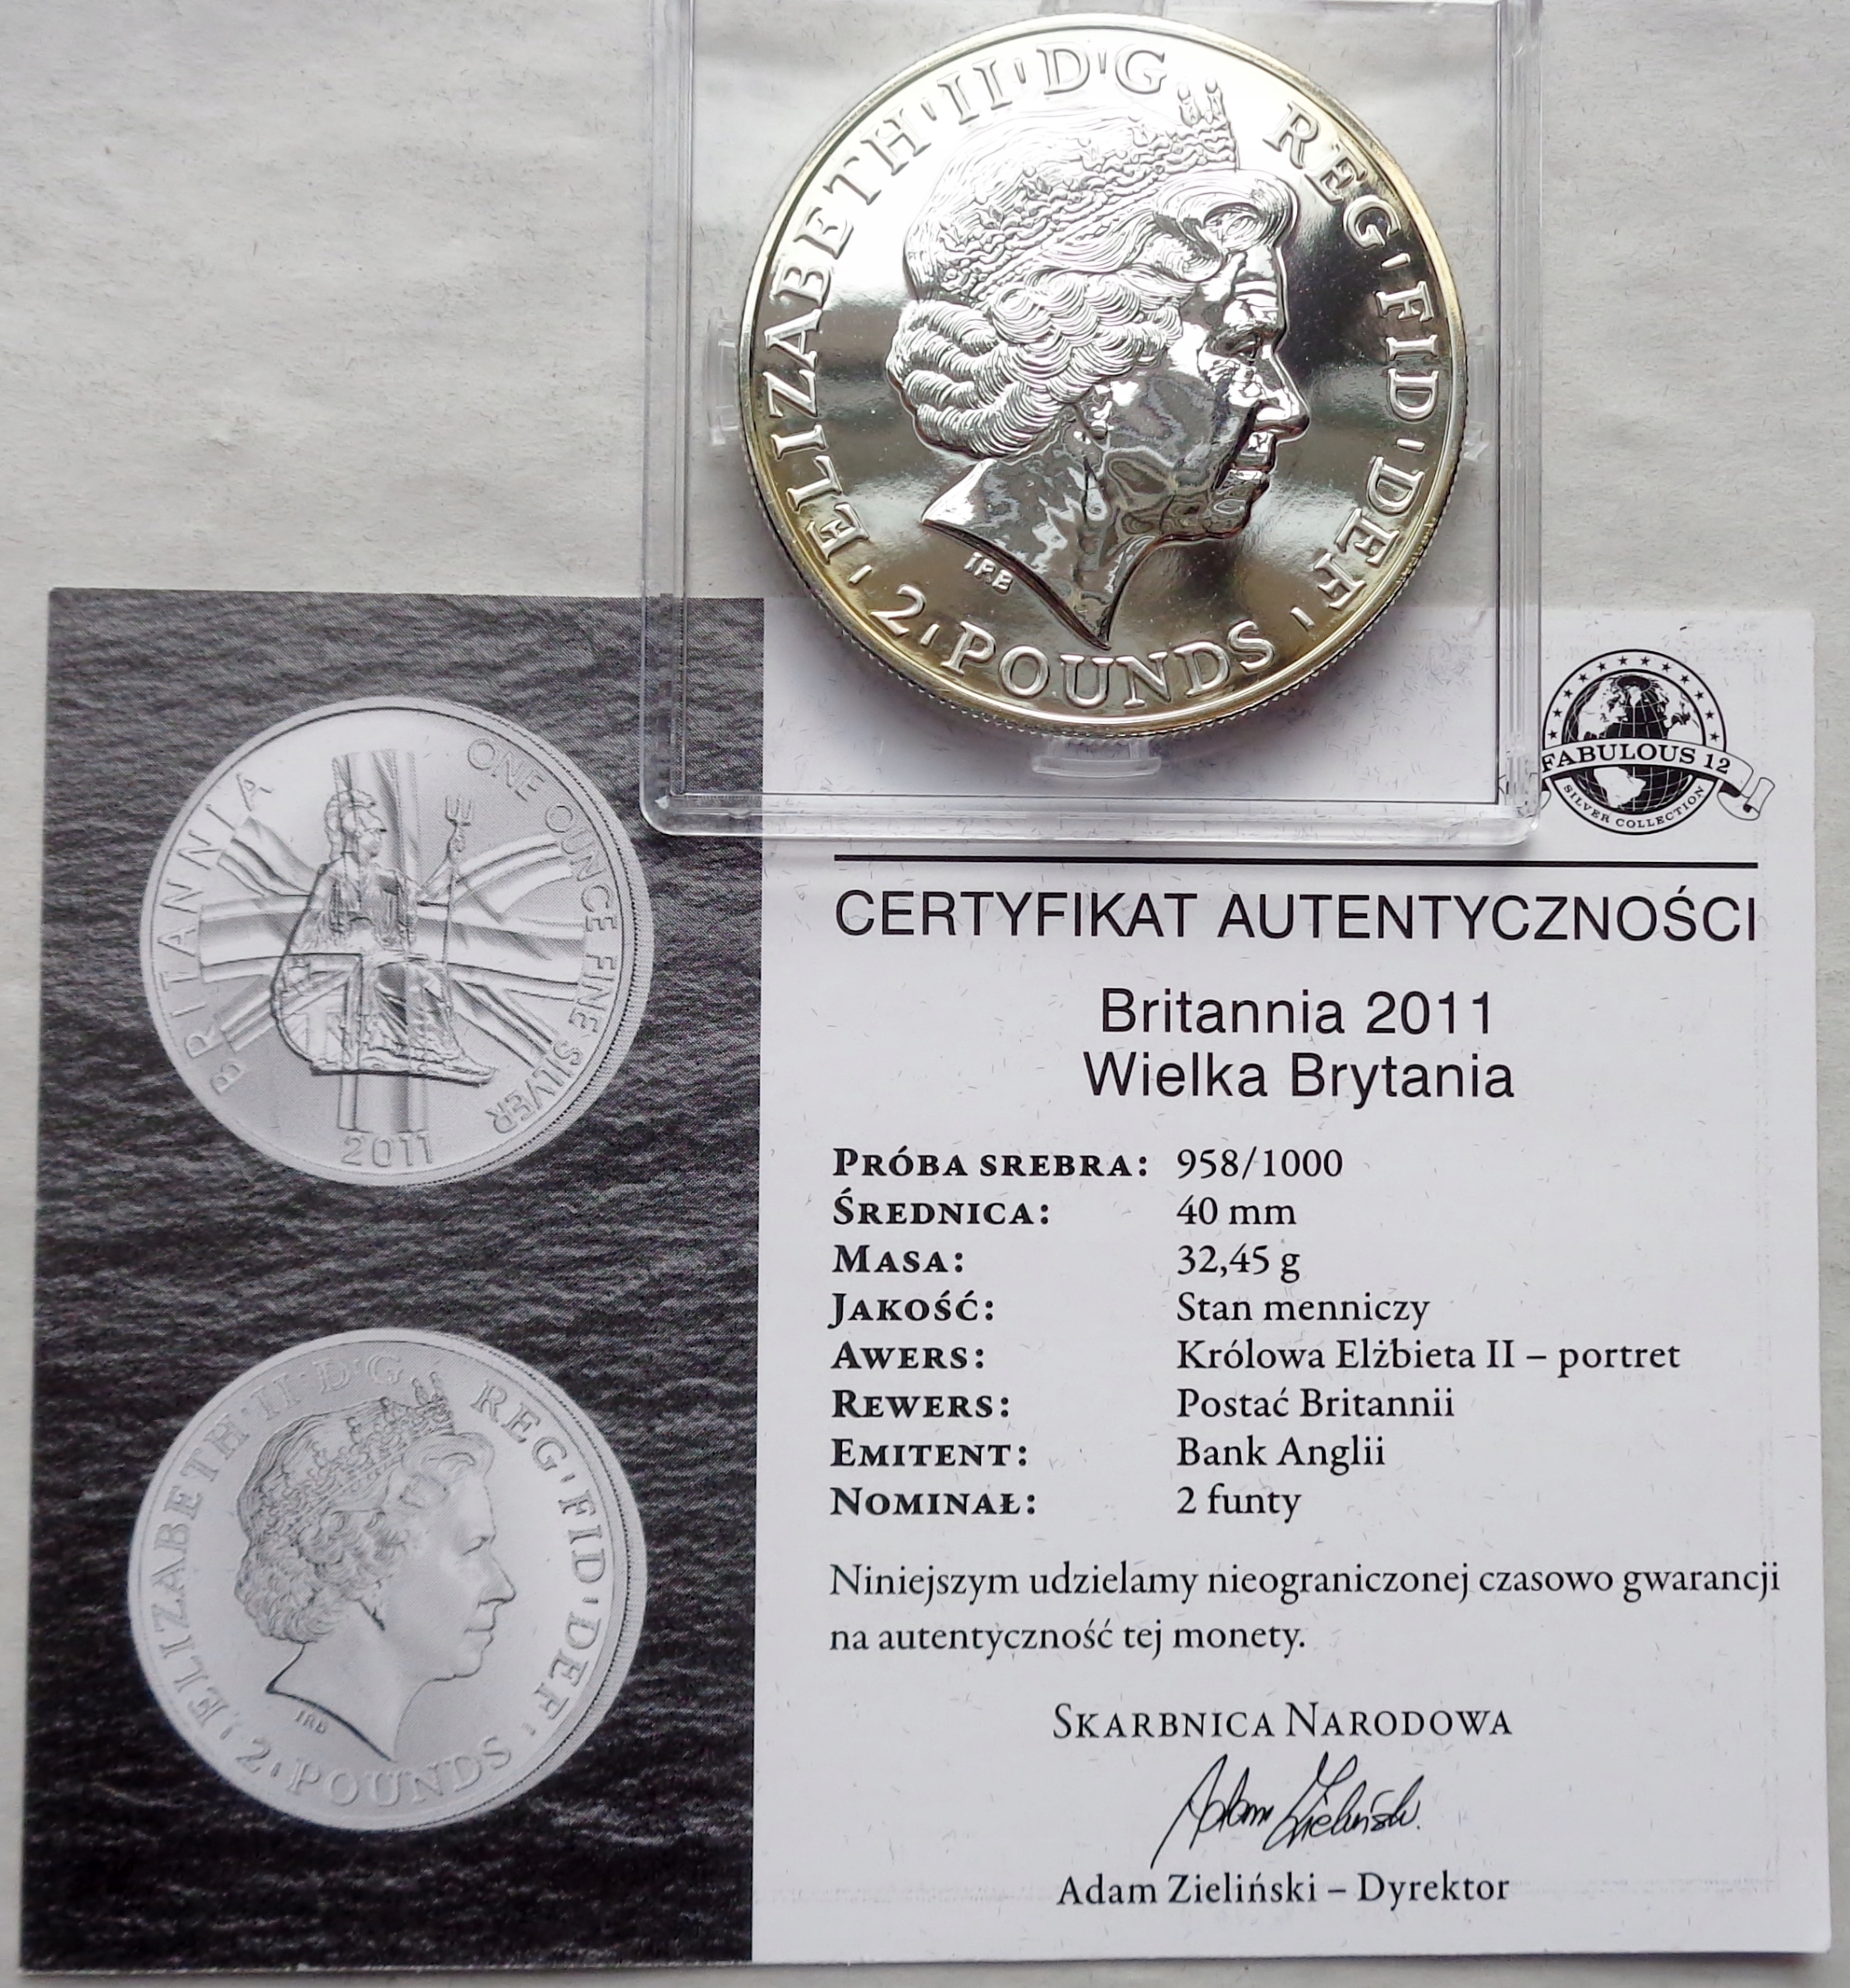 ELIZABETH·II·D·G REG·FID·DEF·2·POUNDS
IRB
FABULOUS 12
SILVER COLLECTION
BRITANNIA ONE OUNCE FINE SILVER
2011
ELIZABETH·II·D·G REG·FID·DEF·2·POUNDS
IRB
CERTYFIKAT AUTENTYCZNOŚCI
Britannia 2011
Wielka Brytania
PRÓBA SREBRA: 958/1000
ŚREDNICA: 40 mm
MASA: 32,45 g
JAKOŚĆ: Stan menniczy
AWERS: Królowa Elżbieta II – portret
REWERS: Postać Britannii
EMITENT: Bank Anglii
NOMINAŁ: 2 funty
Niniejszym udzielamy nieograniczonej czasowo gwarancji
na autentyczność tej monety.
SKARBNICA NARODOWA
Adam Zieliński
Adam Zieliński – Dyrektor